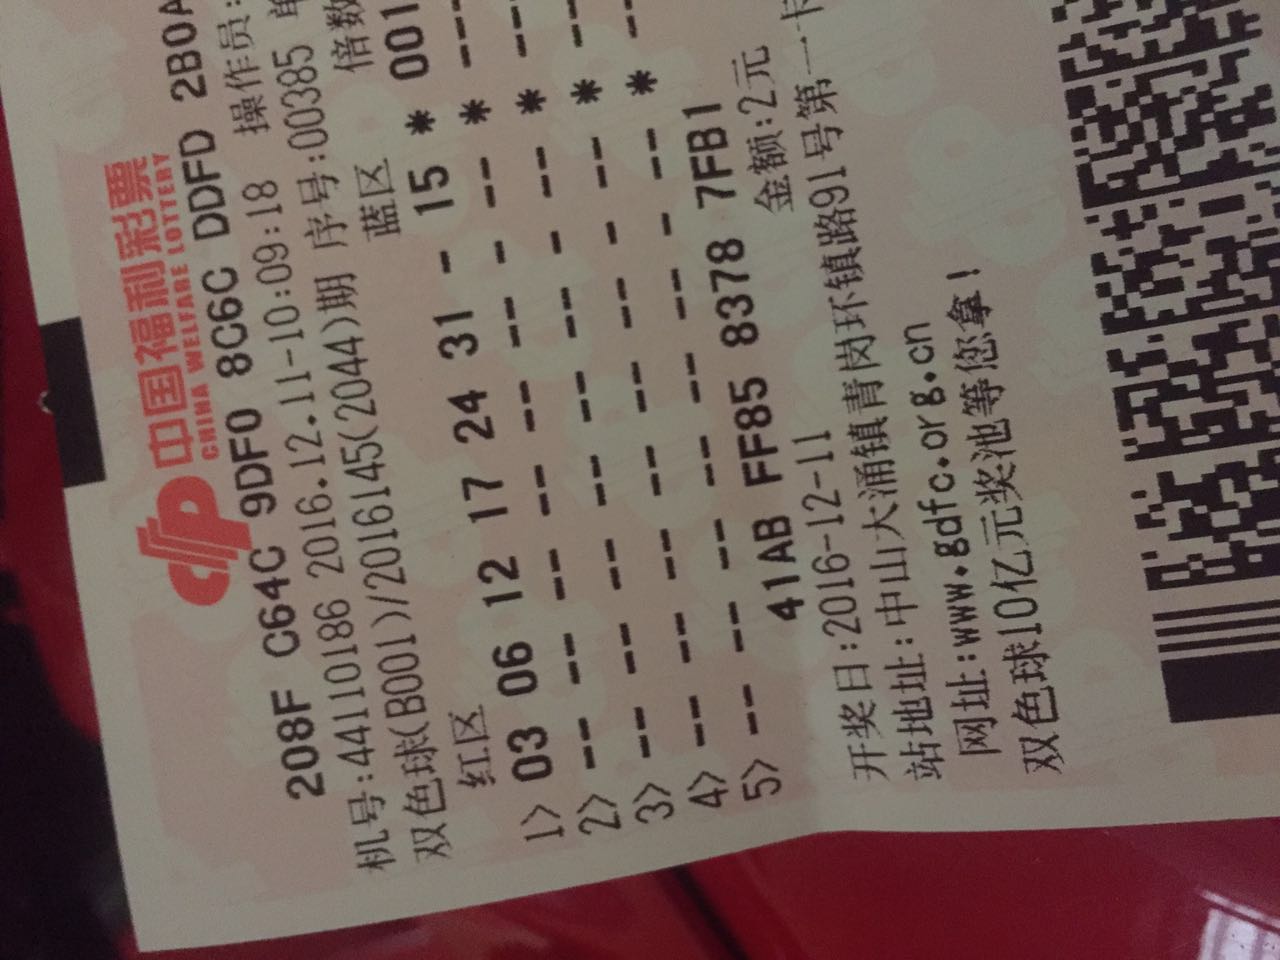 中国福利彩票
CHINA WELFARE LOTTERY
208F C64C 9DF0 8C6C DDFD 2B0A
机号:44110186 2016.12.11-10:09:18 操作员:
双色球(B001)/2016145(2044)期 序号:00385 单
红区 蓝区 倍数
1> 03 06 12 17 24 31 - 15 * 001
2> -- -- -- -- -- -- - -- * ---
3> -- -- -- -- -- -- - -- * ---
4> -- -- -- -- -- -- - -- * ---
5> -- -- -- -- -- -- - -- * ---
41AB FF85 8378 7FB1
开奖日:2016-12-11 金额:2元
站地址:中山大涌镇青岗环镇路91号第一卡
网址:www.gdfc.org.cn
双色球10亿元奖池等您拿!